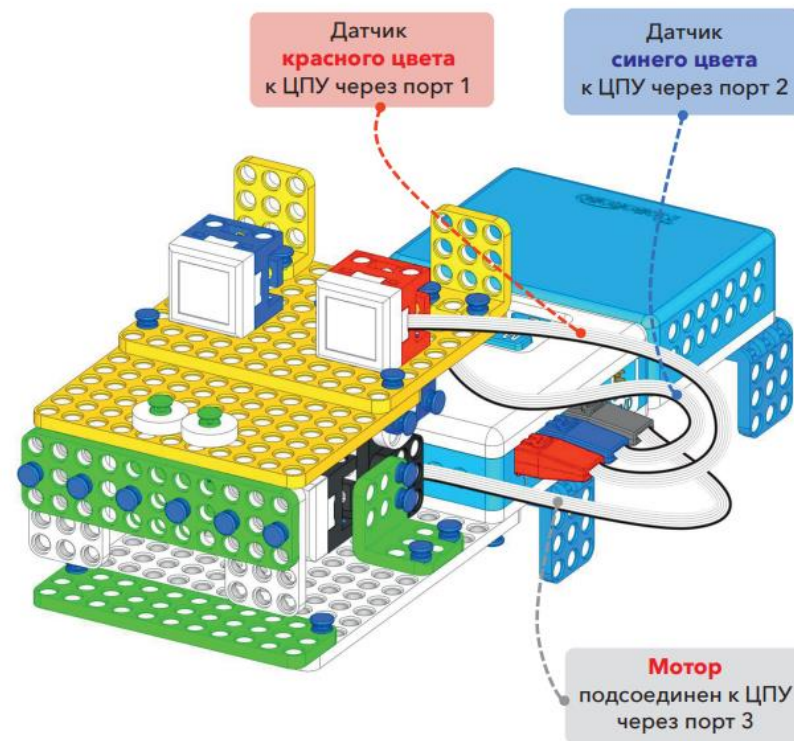 Датчик
красного цвета
к ЦПУ через порт 1
Датчик
синего цвета
к ЦПУ через порт 2
Мотор
подсоединен к ЦПУ
через порт 3